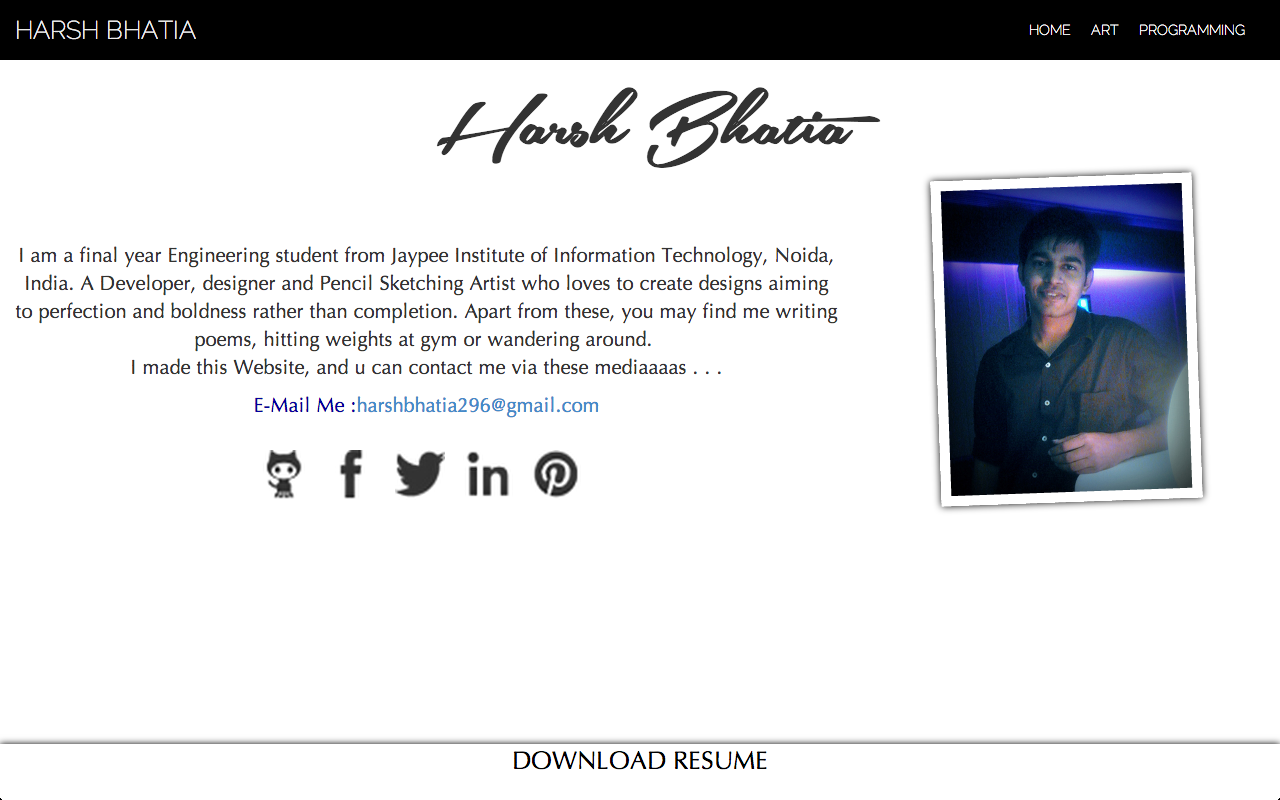 HARSH BHATIA
HOME ART PROGRAMMING
Harsh Bhatia
I am a final year Engineering student from Jaypee Institute of Information Technology, Noida,
India. A Developer, designer and Pencil Sketching Artist who loves to create designs aiming
to perfection and boldness rather than completion. Apart from these, you may find me writing
poems, hitting weights at gym or wandering around.
I made this Website, and u can contact me via these mediaaaas . . .
E-Mail Me :harshbhatia296@gmail.com
DOWNLOAD RESUME